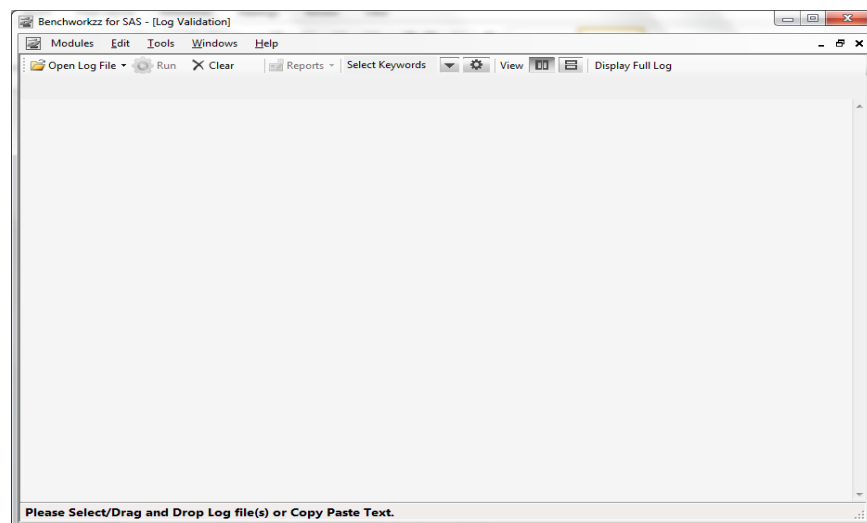 Benchworkzz for SAS - [Log Validation]
Modules Edit Tools Windows Help
Open Log File Run Clear Reports Select Keywords View Display Full Log
Please Select/Drag and Drop Log file(s) or Copy Paste Text.